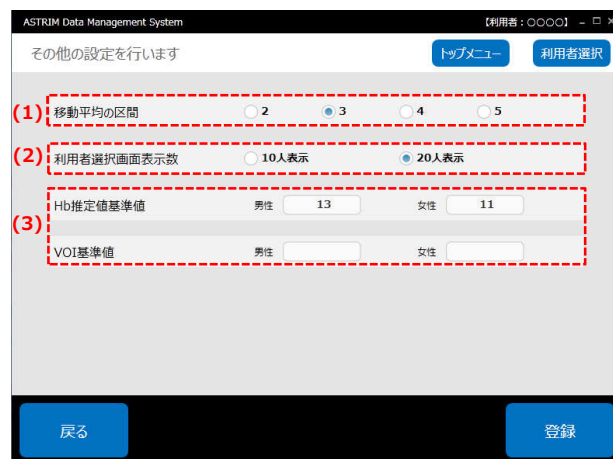 ASTRIM Data Management System 【利用者：○○○○】
その他の設定を行います トップメニュー 利用者選択
(1) 移動平均の区間 2 3 4 5
(2) 利用者選択画面表示数 10人表示 20人表示
(3)
Hb推定値基準値 男性 13 女性 11
VOI基準値 男性 女性
戻る 登録